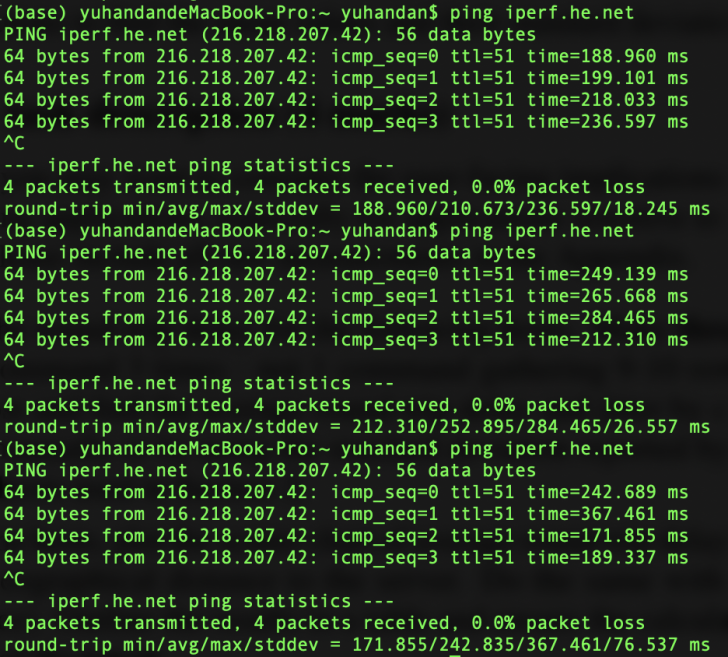 (base) yuhandandeMacBook-Pro:~ yuhandan$ ping iperf.he.net
PING iperf.he.net (216.218.207.42): 56 data bytes
64 bytes from 216.218.207.42: icmp_seq=0 ttl=51 time=188.960 ms
64 bytes from 216.218.207.42: icmp_seq=1 ttl=51 time=199.101 ms
64 bytes from 216.218.207.42: icmp_seq=2 ttl=51 time=218.033 ms
64 bytes from 216.218.207.42: icmp_seq=3 ttl=51 time=236.597 ms
^C
--- iperf.he.net ping statistics ---
4 packets transmitted, 4 packets received, 0.0% packet loss
round-trip min/avg/max/stddev = 188.960/210.673/236.597/18.245 ms
(base) yuhandandeMacBook-Pro:~ yuhandan$ ping iperf.he.net
PING iperf.he.net (216.218.207.42): 56 data bytes
64 bytes from 216.218.207.42: icmp_seq=0 ttl=51 time=249.139 ms
64 bytes from 216.218.207.42: icmp_seq=1 ttl=51 time=265.668 ms
64 bytes from 216.218.207.42: icmp_seq=2 ttl=51 time=284.465 ms
64 bytes from 216.218.207.42: icmp_seq=3 ttl=51 time=212.310 ms
^C
--- iperf.he.net ping statistics ---
4 packets transmitted, 4 packets received, 0.0% packet loss
round-trip min/avg/max/stddev = 212.310/252.895/284.465/26.557 ms
(base) yuhandandeMacBook-Pro:~ yuhandan$ ping iperf.he.net
PING iperf.he.net (216.218.207.42): 56 data bytes
64 bytes from 216.218.207.42: icmp_seq=0 ttl=51 time=242.689 ms
64 bytes from 216.218.207.42: icmp_seq=1 ttl=51 time=367.461 ms
64 bytes from 216.218.207.42: icmp_seq=2 ttl=51 time=171.855 ms
64 bytes from 216.218.207.42: icmp_seq=3 ttl=51 time=189.337 ms
^C
--- iperf.he.net ping statistics ---
4 packets transmitted, 4 packets received, 0.0% packet loss
round-trip min/avg/max/stddev = 171.855/242.835/367.461/76.537 ms